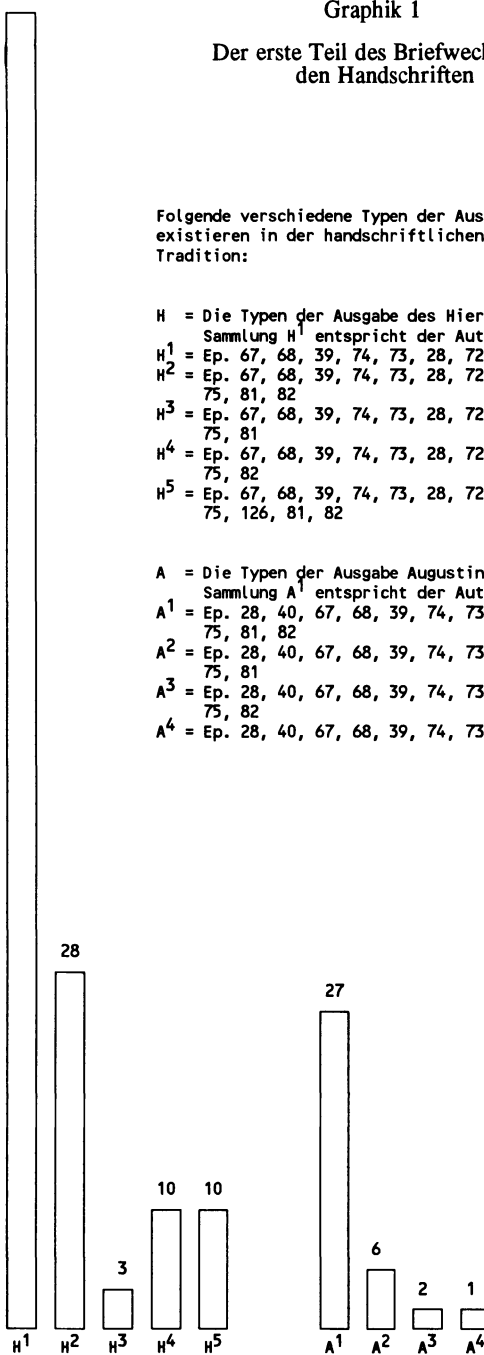 Graphik 1
Der erste Teil des
den Handschriften
Folgende verschiedene Typen der
existieren in der handschriftlichen
Tradition:
H = Die Typen der Ausgabe des
Sammlung H¹ entspricht der
H¹ = Ep. 67, 68, 39, 74, 73, 28, 72
H² = Ep. 67, 68, 39, 74, 73, 28, 72
75, 81, 82
H³ = Ep. 67, 68, 39, 74, 73, 28, 72
75, 81
H⁴ = Ep. 67, 68, 39, 74, 73, 28, 72
75, 82
H⁵ = Ep. 67, 68, 39, 74, 73, 28, 72
75, 126, 81, 82
A = Die Typen der Ausgabe
Sammlung A¹ entspricht der
A¹ = Ep. 28, 40, 67, 68, 39, 74, 73
75, 81, 82
A² = Ep. 28, 40, 67, 68, 39, 74, 73
75, 81
A³ = Ep. 28, 40, 67, 68, 39, 74, 73
75, 82
A⁴ = Ep. 28, 40, 67, 68, 39, 74, 73
28
27
10 10
6
3
2 1
H¹ H² H³ H⁴ H⁵ A¹ A² A³ A⁴